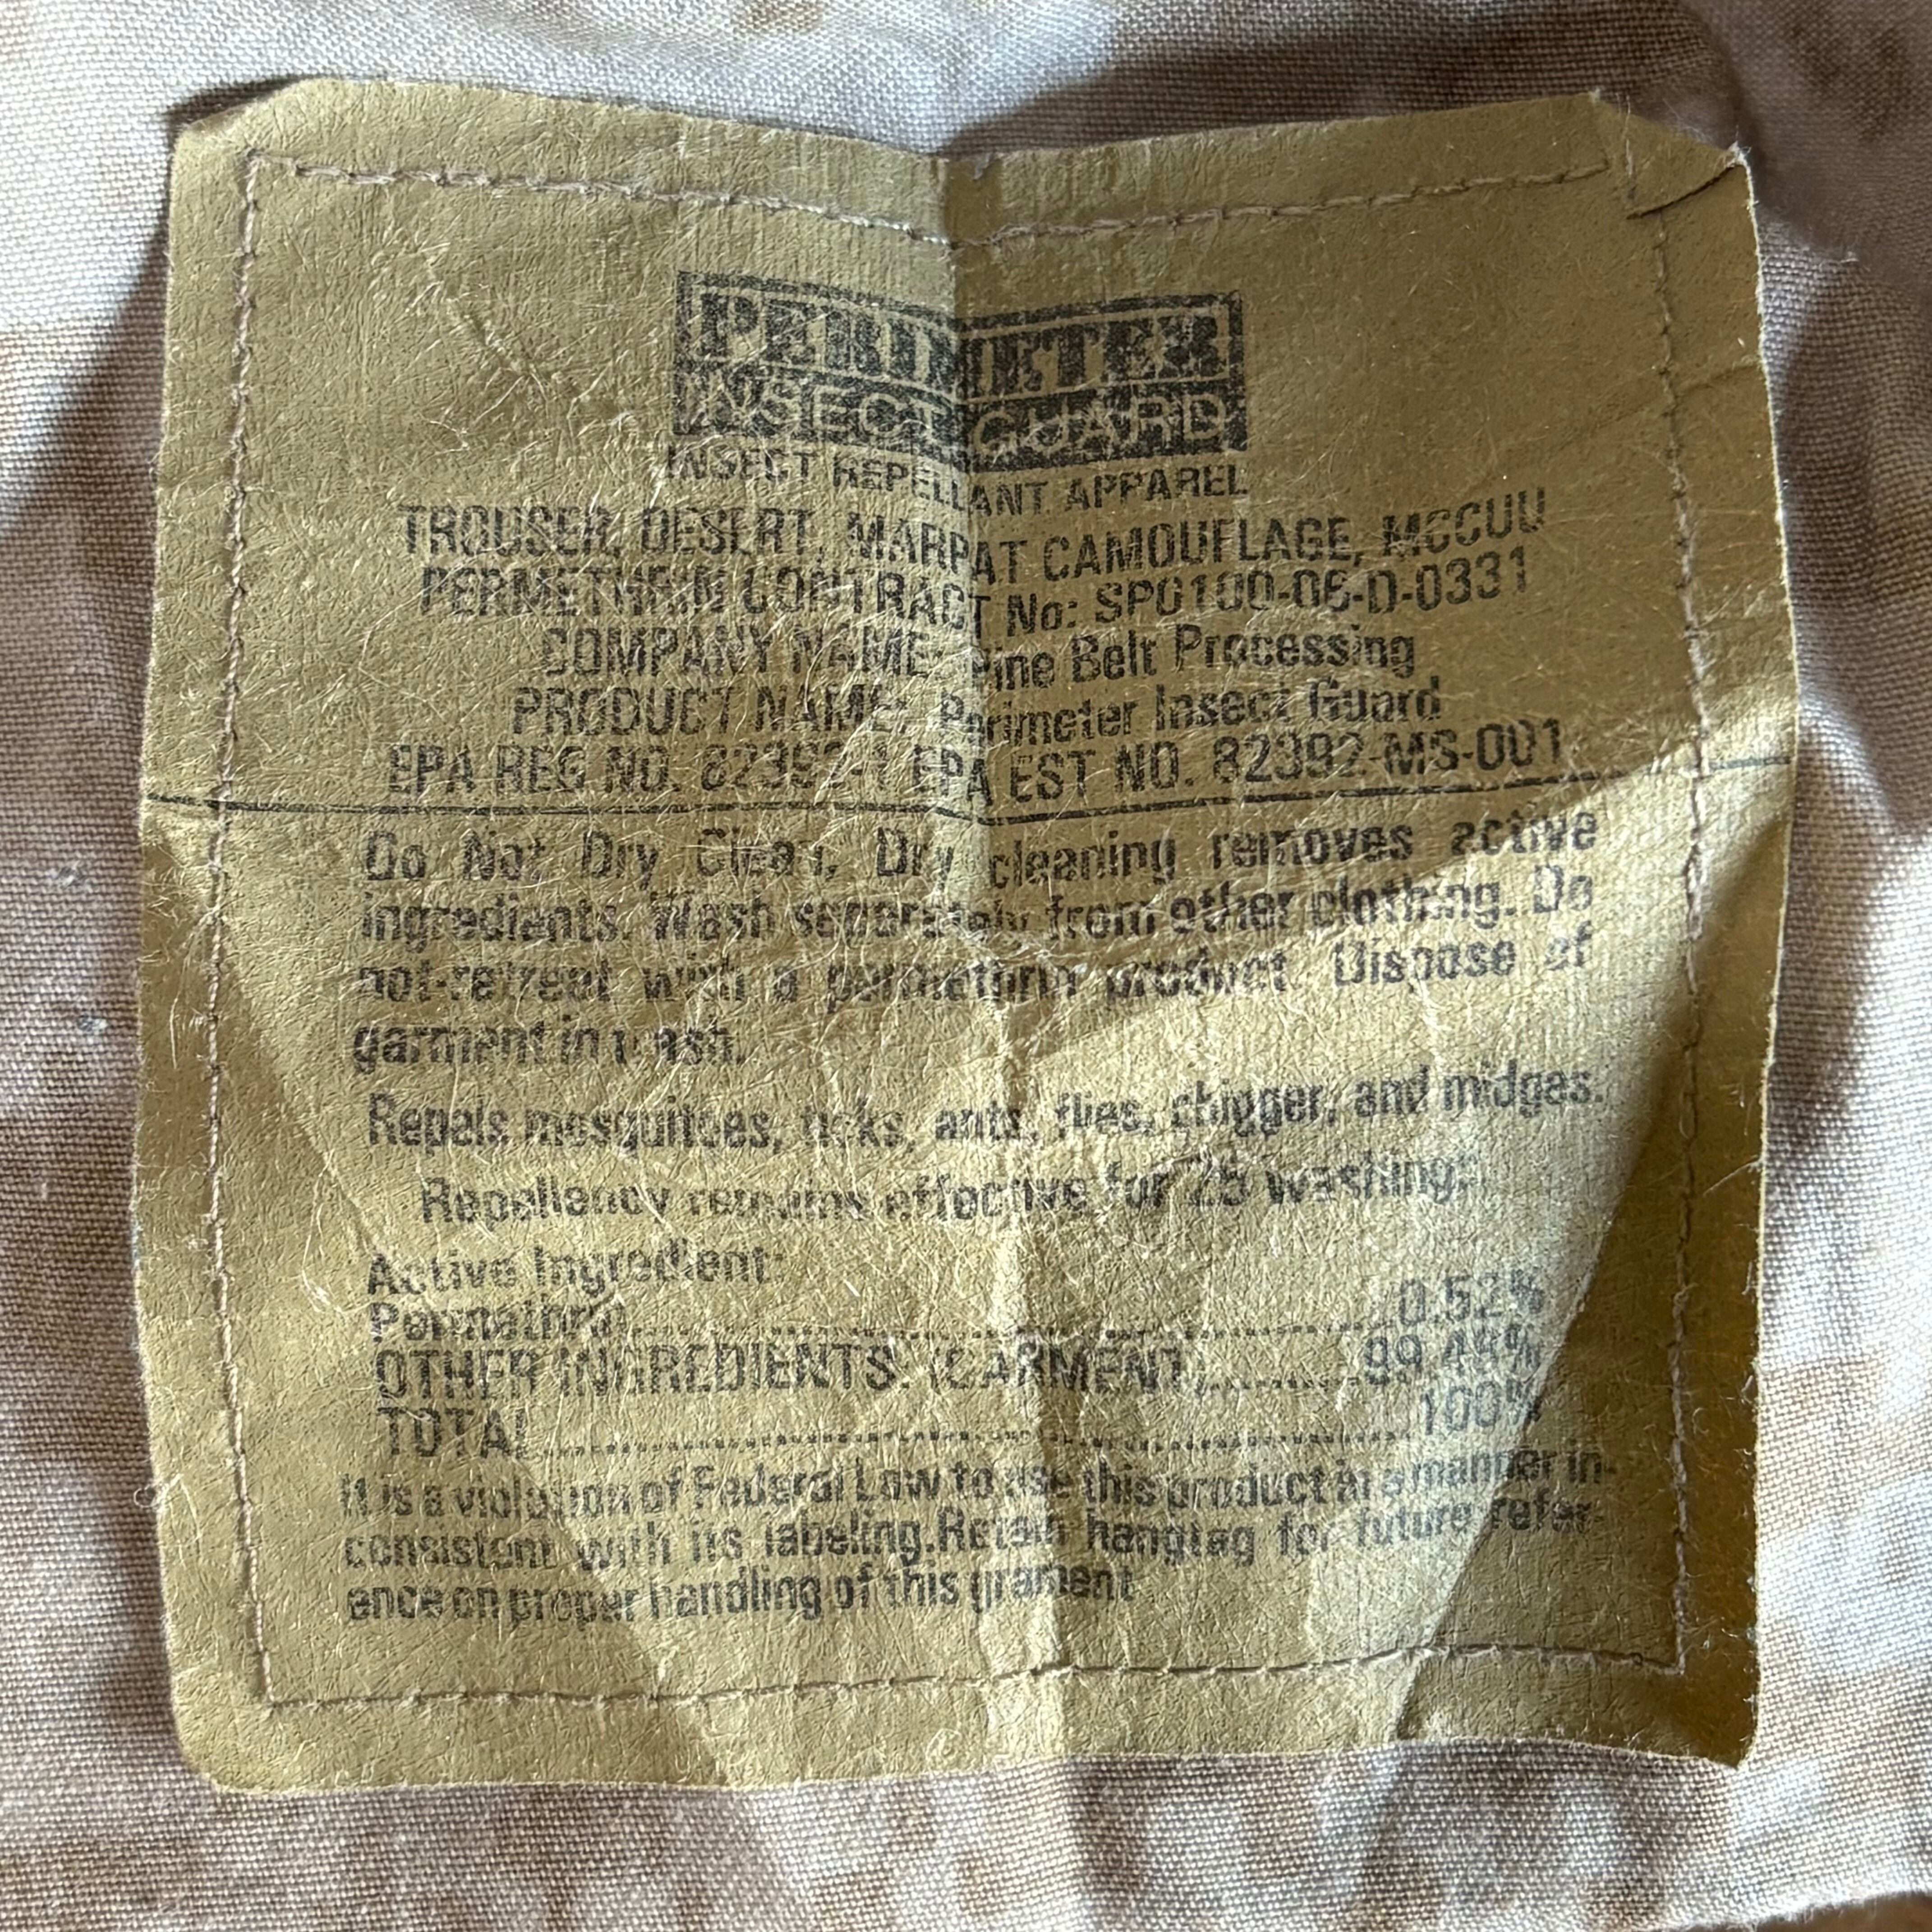 PERIMETER
INSECT GUARD
INSECT REPELLANT APPAREL
TROUSER, DESERT, MARPAT CAMOUFLAGE, MCCUU
PERMETHRIN CONTRACT No: SP0100-06-D-0331
COMPANY NAME: Pine Belt Processing
PRODUCT NAME: Perimeter Insect Guard
EPA REG NO. 82392-1 EPA EST NO. 82392-MS-001
Do Not Dry Clean, Dry cleaning removes active
ingredients. Wash separately from other clothing. Do
not-retreat with a permethrin product. Dispose of
garment in trash.
Repels mosquitoes, ticks, ants, flies, chigger, and midges.
Repellency remains effective for 25 washings.
Active Ingredient:
Permethrin..........0.52%
OTHER INGREDIENTS: (GARMENT)..........99.48%
TOTAL..........100%
It is a violation of Federal Law to use this product in a manner in-
consistent with its labeling.Retain hangtag for future refer-
ence on proper handling of this grament